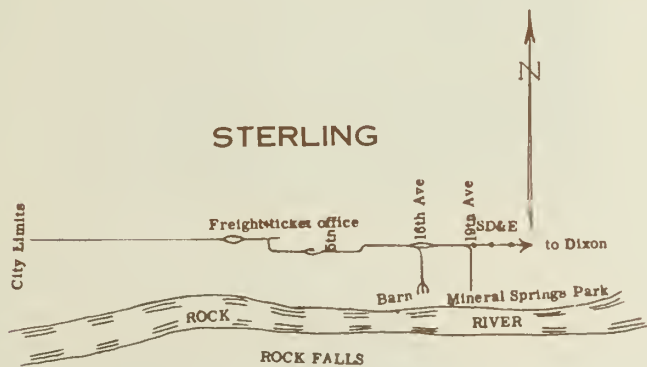 N
STERLING
City Limits
Freight-ticket office
5th
16th Ave
19th Ave
SD&E
to Dixon
Barn
Mineral Springs Park
ROCK
RIVER
ROCK FALLS